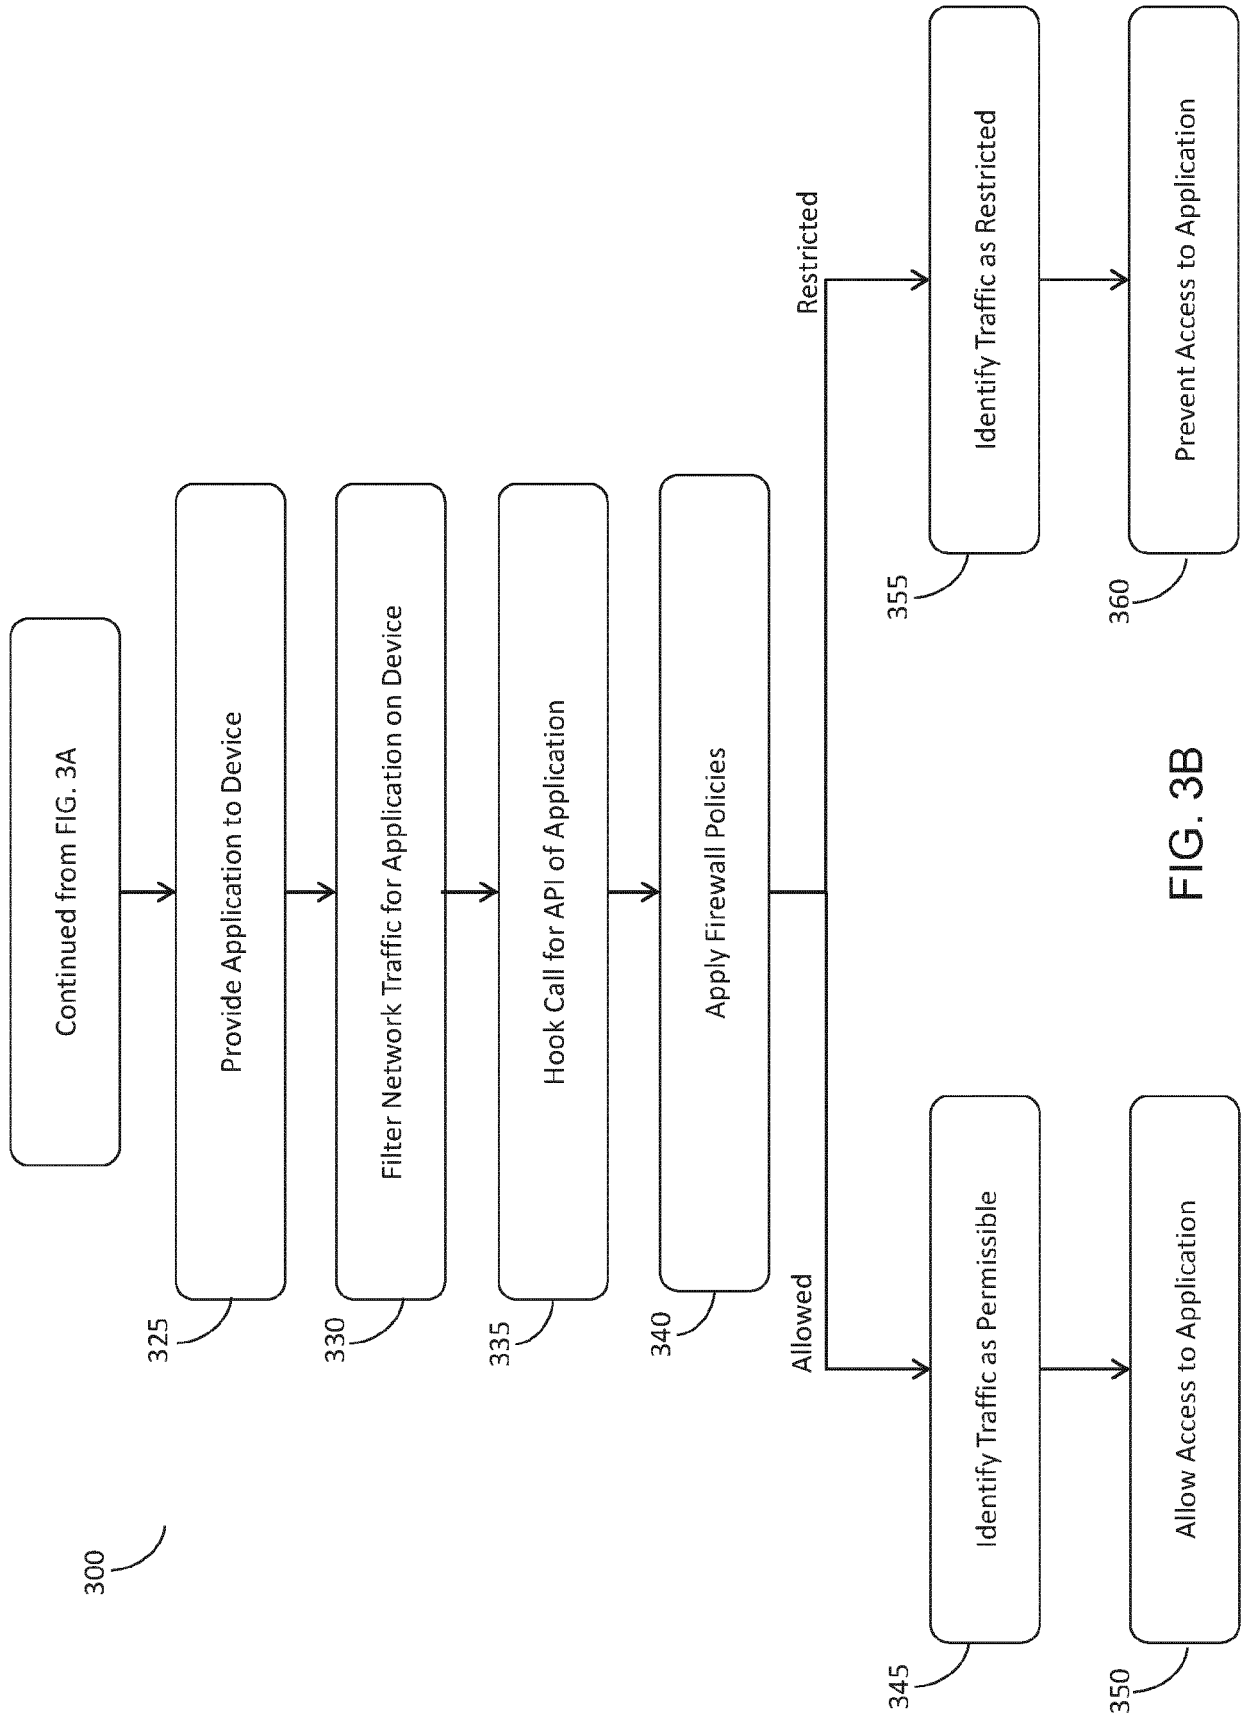 300
Continued from FIG. 3A
325
Provide Application to Device
330
Filter Network Traffic for Application on Device
335
Hook Call for API of Application
340
Apply Firewall Policies
Allowed
Restricted
345
Identify Traffic as Permissible
355
Identify Traffic as Restricted
350
Allow Access to Application
360
Prevent Access to Application
FIG. 3B